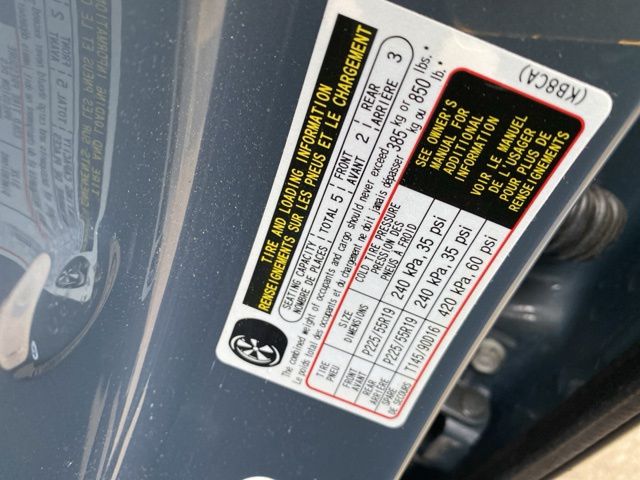 TIRE AND LOADING INFORMATION
RENSEIGNEMENTS SUR LES PNEUS ET LE CHARGEMENT
SEATING CAPACITY TOTAL 5 FRONT 2 REAR 3
NOMBRE DE PLACES AVANT ARRIÈRE
The combined weight of occupants and cargo should never exceed 385 kg or 850 lbs.
Le poids total des occupants et du chargement ne doit jamais dépasser kg ou lb.
TIRE SIZE COLD TIRE PRESSURE
PNEU DIMENSIONS PRESSION DES PNEUS A FROID
FRONT AVANT P225/55R19 240 kPa, 35 psi
REAR ARRIÈRE P225/55R19 240 kPa, 35 psi
SPARE DE SECOURS T145/90D16 420 kPa, 60 psi
SEE OWNER'S
MANUAL FOR
ADDITIONAL
INFORMATION
VOIR LE MANUEL
DE L'USAGER
POUR PLUS DE
RENSEIGNEMENTS
(KB8CA)